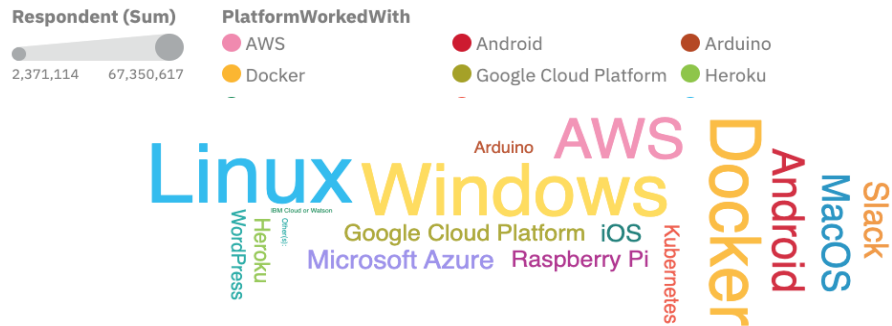 Respondent (Sum) PlatformWorkedWith
AWS Android Arduino
2,371,114 67,350,617 Docker Google Cloud Platform Heroku
Linux
Windows
Arduino
AWS
Docker
Android
MacOS
Slack
IBM Cloud or Watson
WordPress
Heroku
Other(s):
Google Cloud Platform
iOS
Microsoft Azure
Raspberry Pi
Kubernetes